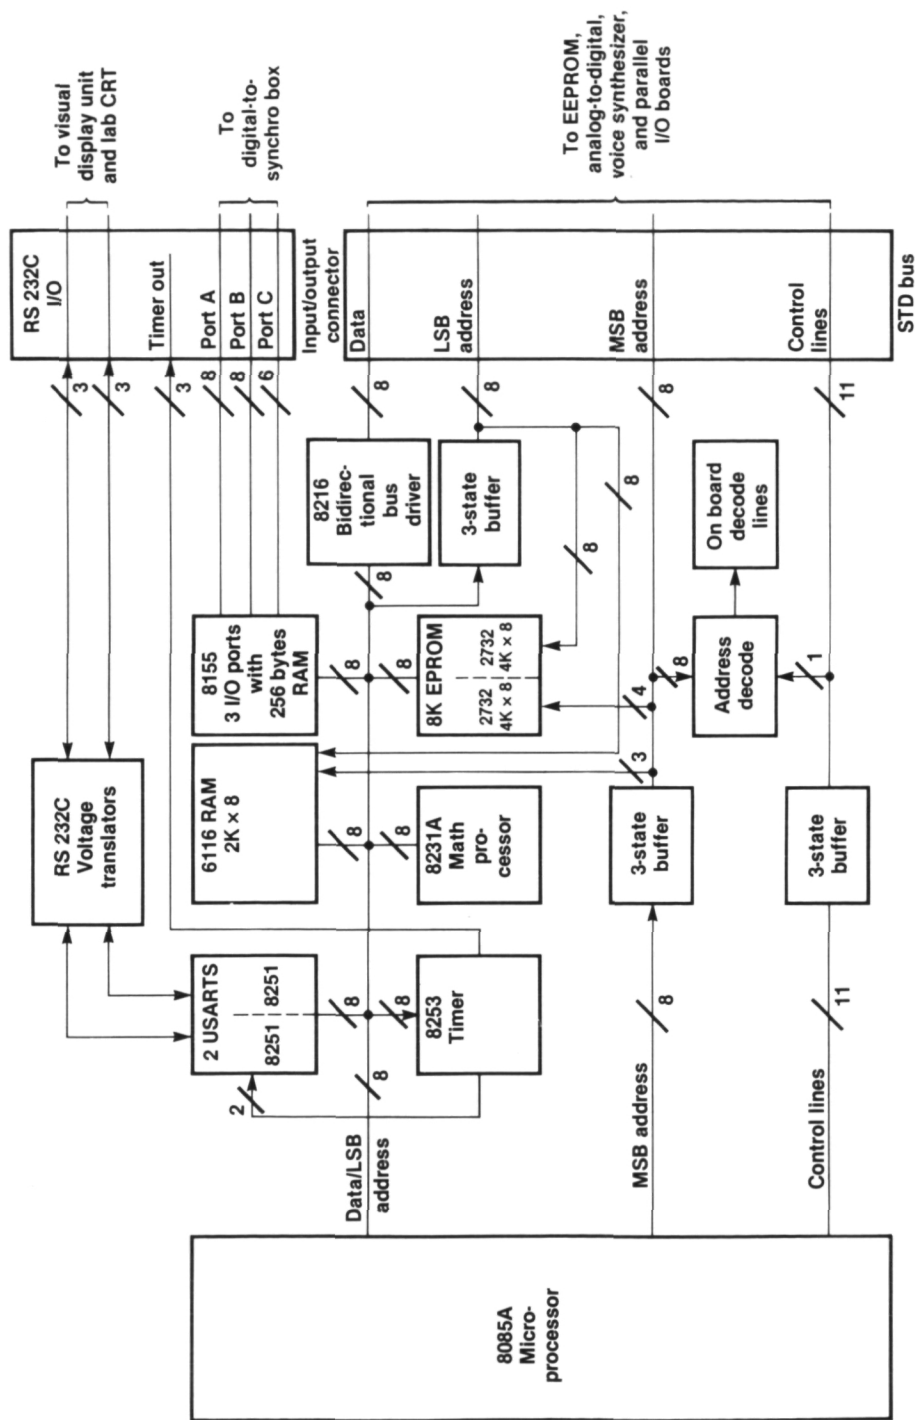 8085A
Micro-
processor
Data/LSB
address
8
MSB address
8
Control lines
11
2
2 USARTS
8251
8251
8
8
8253
Timer
RS 232C
Voltage
translators
6116 RAM
2K × 8
8
8
8231A
Math
pro-
cessor
3-state
buffer
3-state
buffer
3
4
8
1
8155
3 I/O ports
with
256 bytes
RAM
8
8
8K EPROM
2732
4K × 8
2732
4K × 8
Address
decode
On board
decode
lines
8
8216
Bidirec-
tional
bus
driver
3-state
buffer
8
8
3
3
3
8
8
6
8
8
8
11
RS 232C
I/O
Timer out
Port A
Port B
Port C
Input/output
connector
Data
LSB
address
MSB
address
Control
lines
STD bus
To visual
display unit
and lab CRT
To
digital-to-
synchro box
To EEPROM,
analog-to-digital,
voice synthesizer,
and parallel
I/O boards